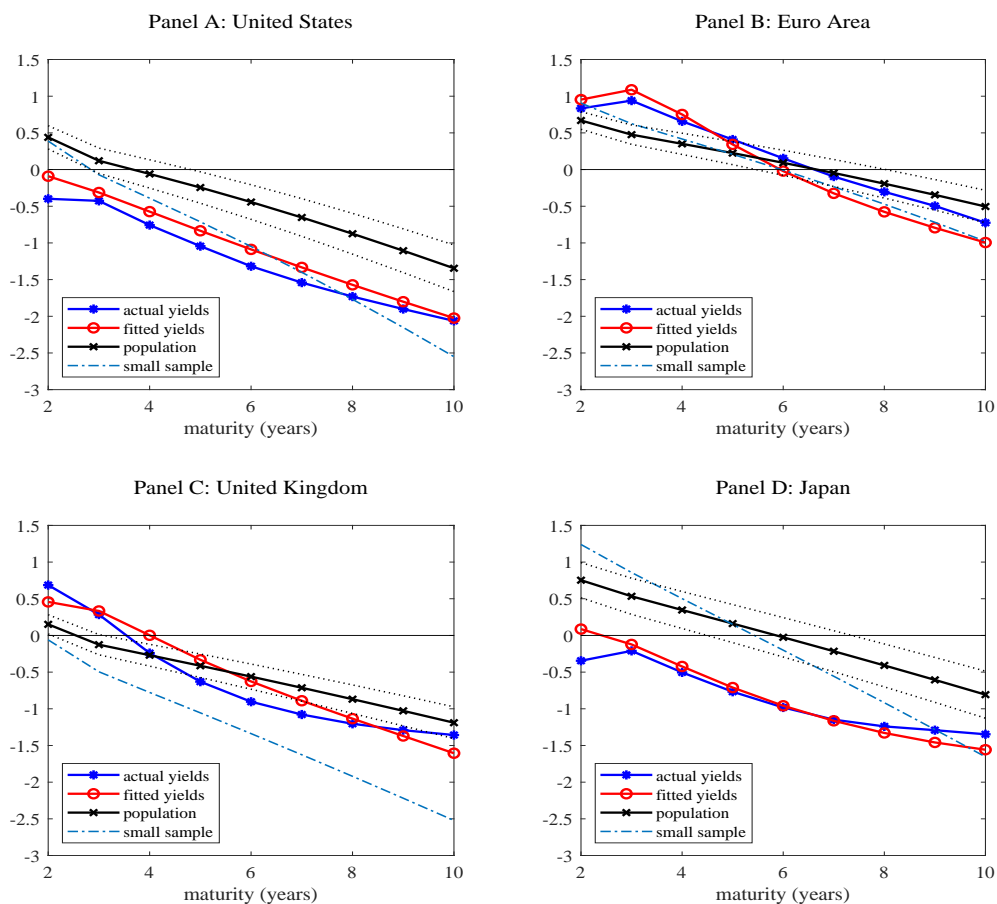 Panel A: United States
1.5
1
0.5
0
-0.5
-1
-1.5
-2
-2.5
-3
actual yields
fitted yields
population
small sample
2 4 6 8 10
maturity (years)
Panel B: Euro Area
1.5
1
0.5
0
-0.5
-1
-1.5
-2
-2.5
-3
actual yields
fitted yields
population
small sample
2 4 6 8 10
maturity (years)
Panel C: United Kingdom
1.5
1
0.5
0
-0.5
-1
-1.5
-2
-2.5
-3
actual yields
fitted yields
population
small sample
2 4 6 8 10
maturity (years)
Panel D: Japan
1.5
1
0.5
0
-0.5
-1
-1.5
-2
-2.5
-3
actual yields
fitted yields
population
small sample
2 4 6 8 10
maturity (years)